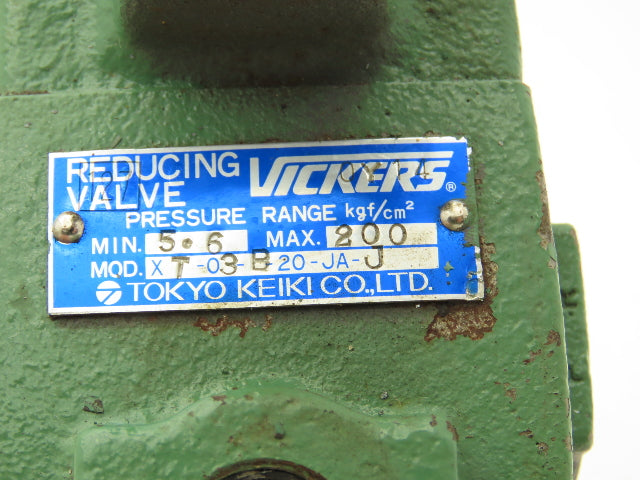 REDUCING VICKERS®
VALVE
PRESSURE RANGE kgf/cm²
MIN. 5.6 MAX. 200
MOD. XT-03-B-20-JA-J
TOKYO KEIKI CO.,LTD.